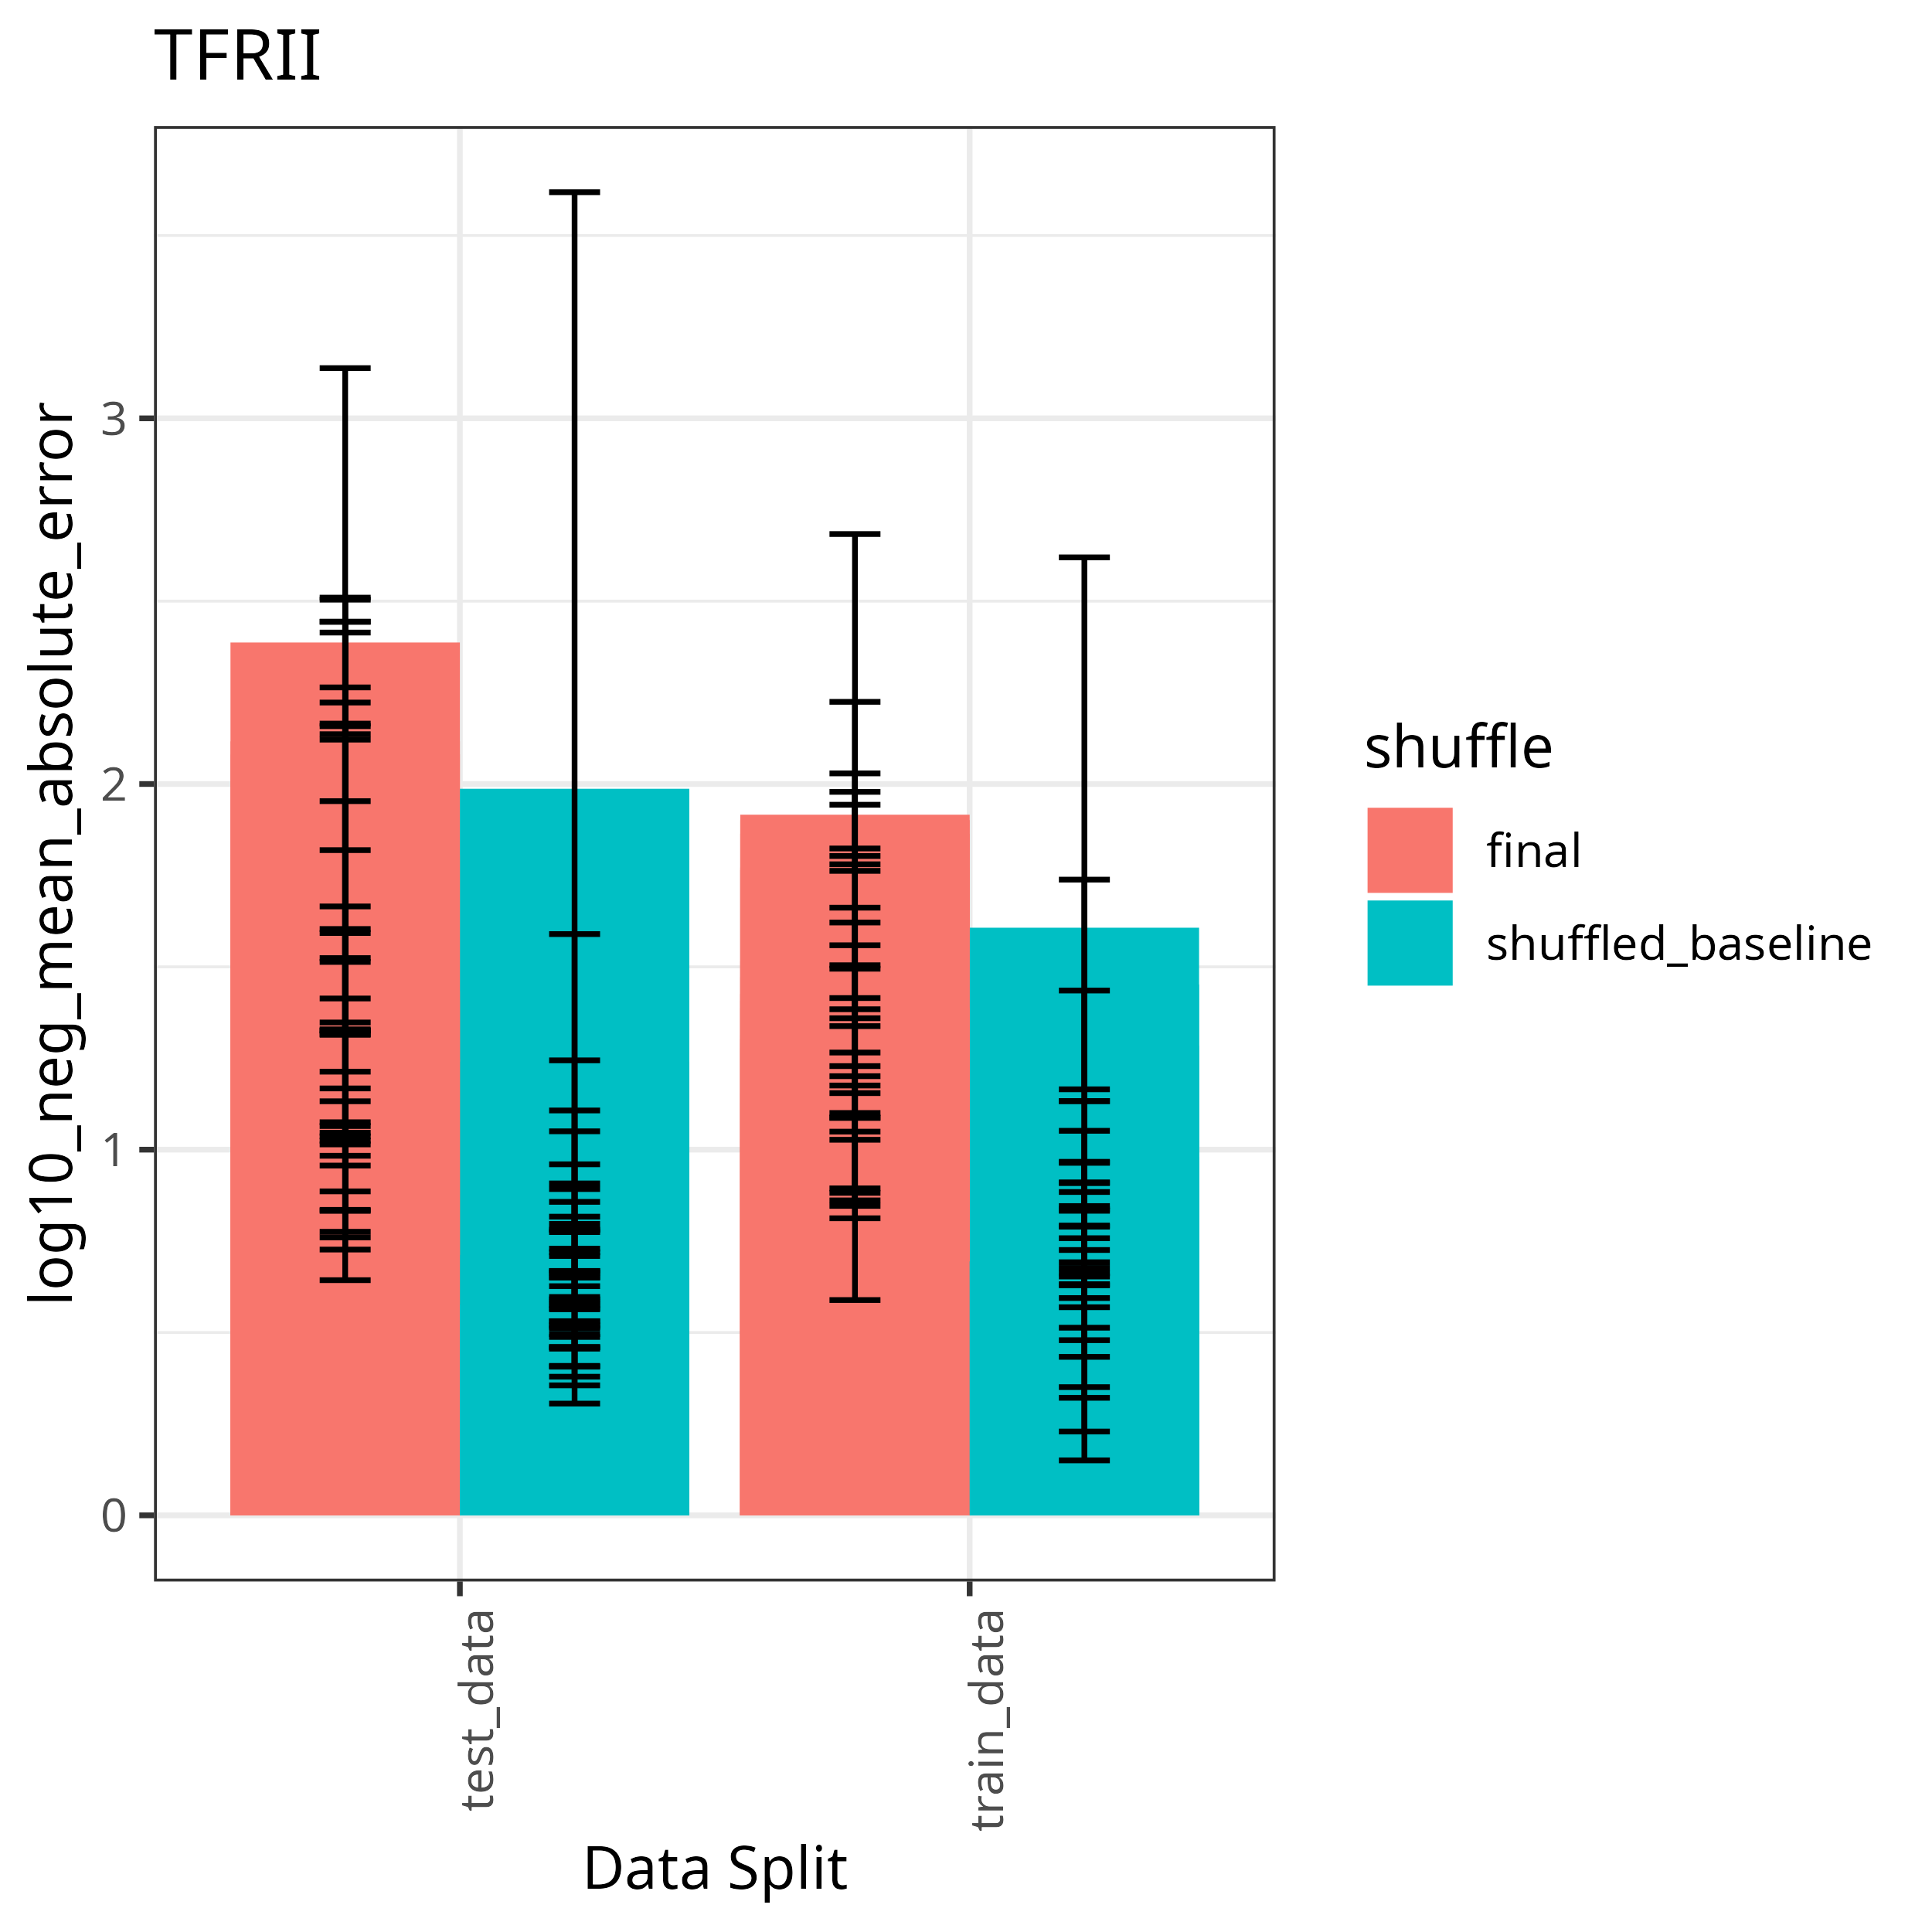 TFRII
log10_neg_mean_absolute_error
3
2
1
0
test_data
train_data
Data Split
shuffle
final
shuffled_baseline